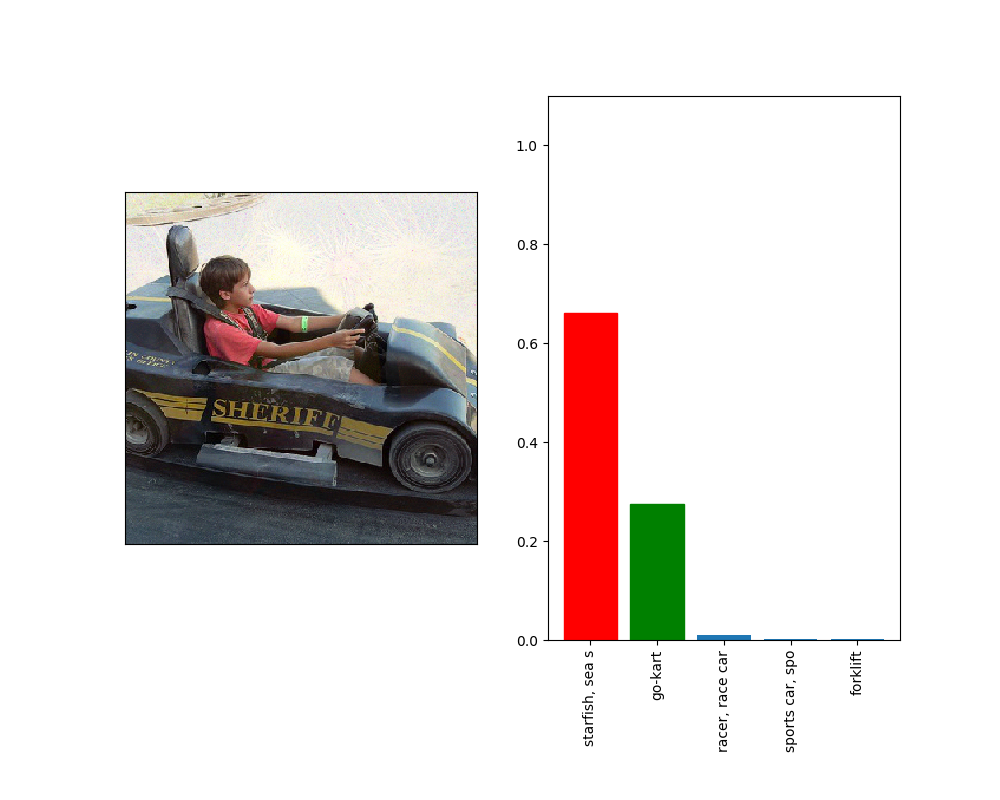 SHERIFF
1.0
0.8
0.6
0.4
0.2
0.0
starfish, sea s
go-kart
racer, race car
sports car, spo
forklift